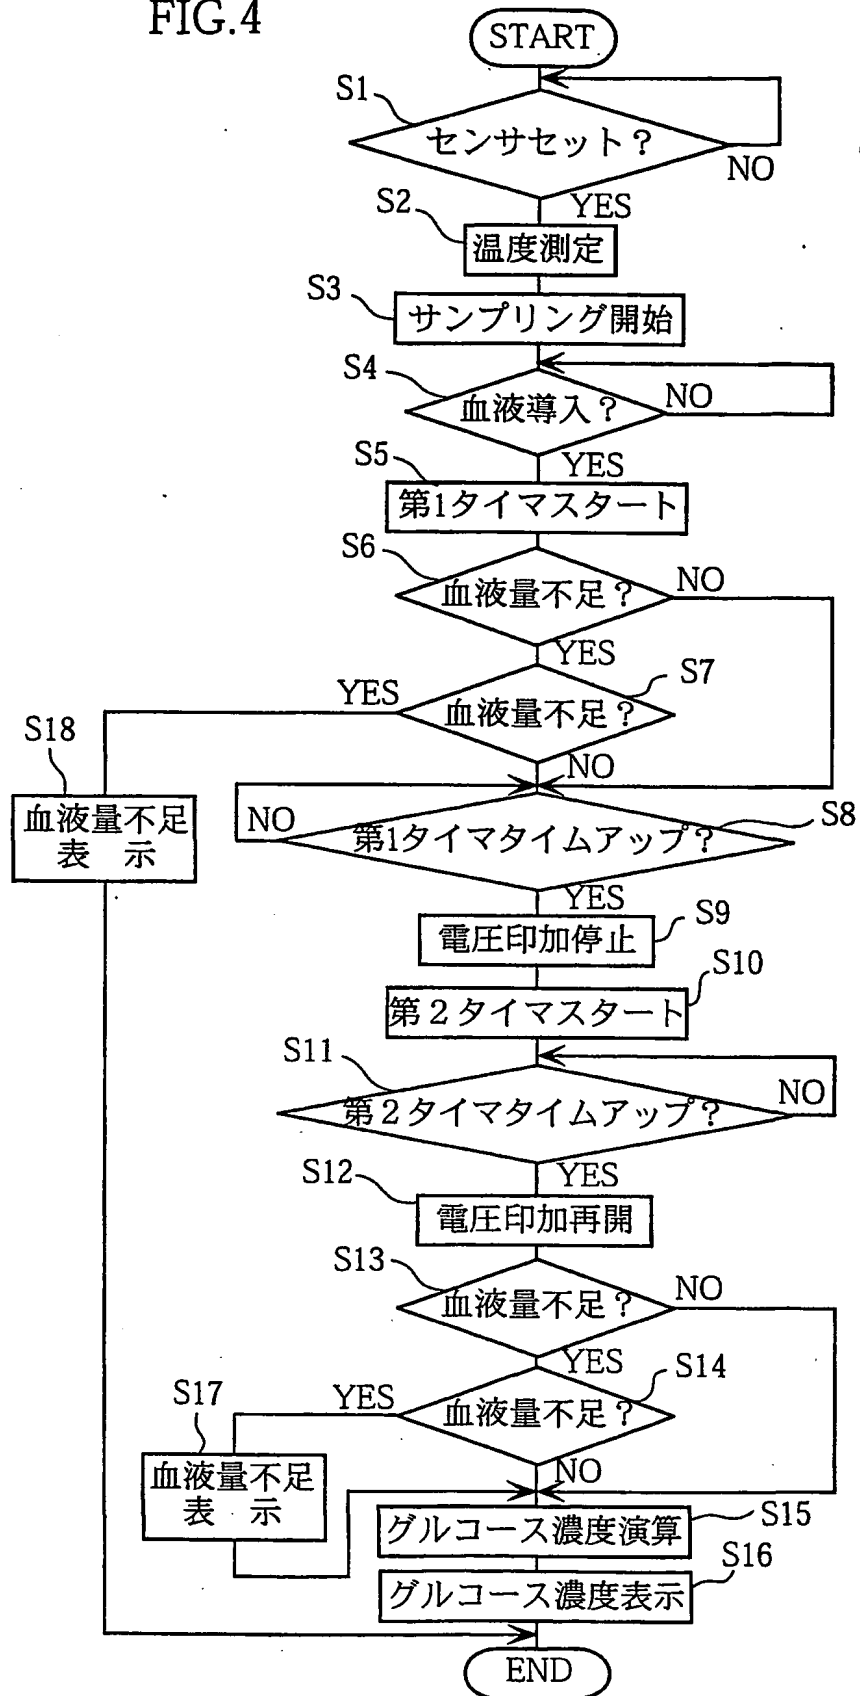 FIG.4
START
S1
センサセット?
NO
YES
S2
温度測定
S3
サンプリング開始
S4
血液導入?
NO
YES
S5
第1タイマスタート
S6
血液量不足?
NO
YES
S7
YES
血液量不足?
S18
NO
血液量不足
表 示
NO
第1タイマタイムアップ?
S8
YES
S9
電圧印加停止
S10
第2タイマスタート
S11
NO
第2タイマタイムアップ?
YES
S12
電圧印加再開
S13
NO
血液量不足?
YES
S14
S17
YES
血液量不足?
血液量不足
表 示
NO
S15
グルコース濃度演算
S16
グルコース濃度表示
END